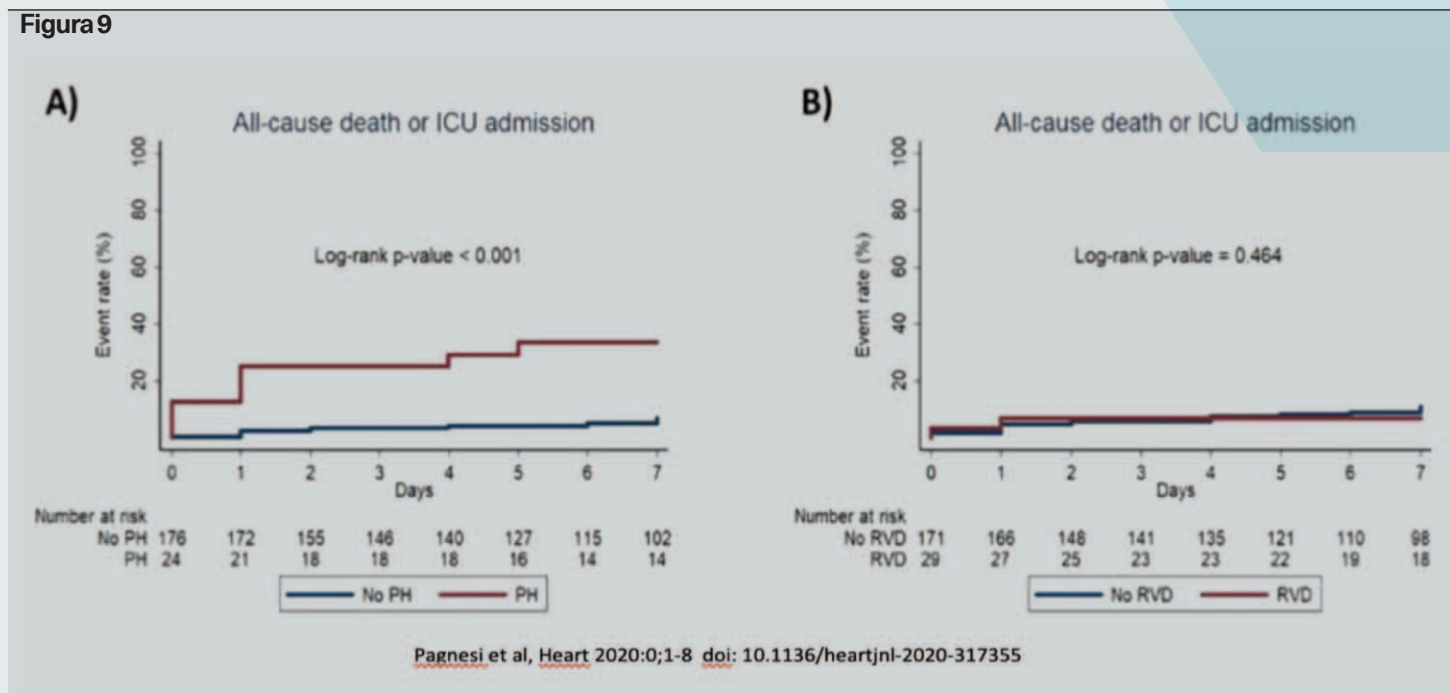 Figura 9
A)
All-cause death or ICU admission
Event rate (%)
100
80
60
40
20
Log-rank p-value < 0.001
0 1 2 3 4 5 6 7
Days
Number at risk
No PH 176 172 155 146 140 127 115 102
PH 24 21 18 18 18 16 14 14
No PH PH
B)
All-cause death or ICU admission
Event rate (%)
100
80
60
40
20
Log-rank p-value = 0.464
0 1 2 3 4 5 6 7
Days
Number at risk
No RVD 171 166 148 141 135 121 110 98
RVD 29 27 25 23 23 22 19 18
No RVD RVD
Pagnesi et al, Heart 2020:0;1-8 doi: 10.1136/heartjnl-2020-317355